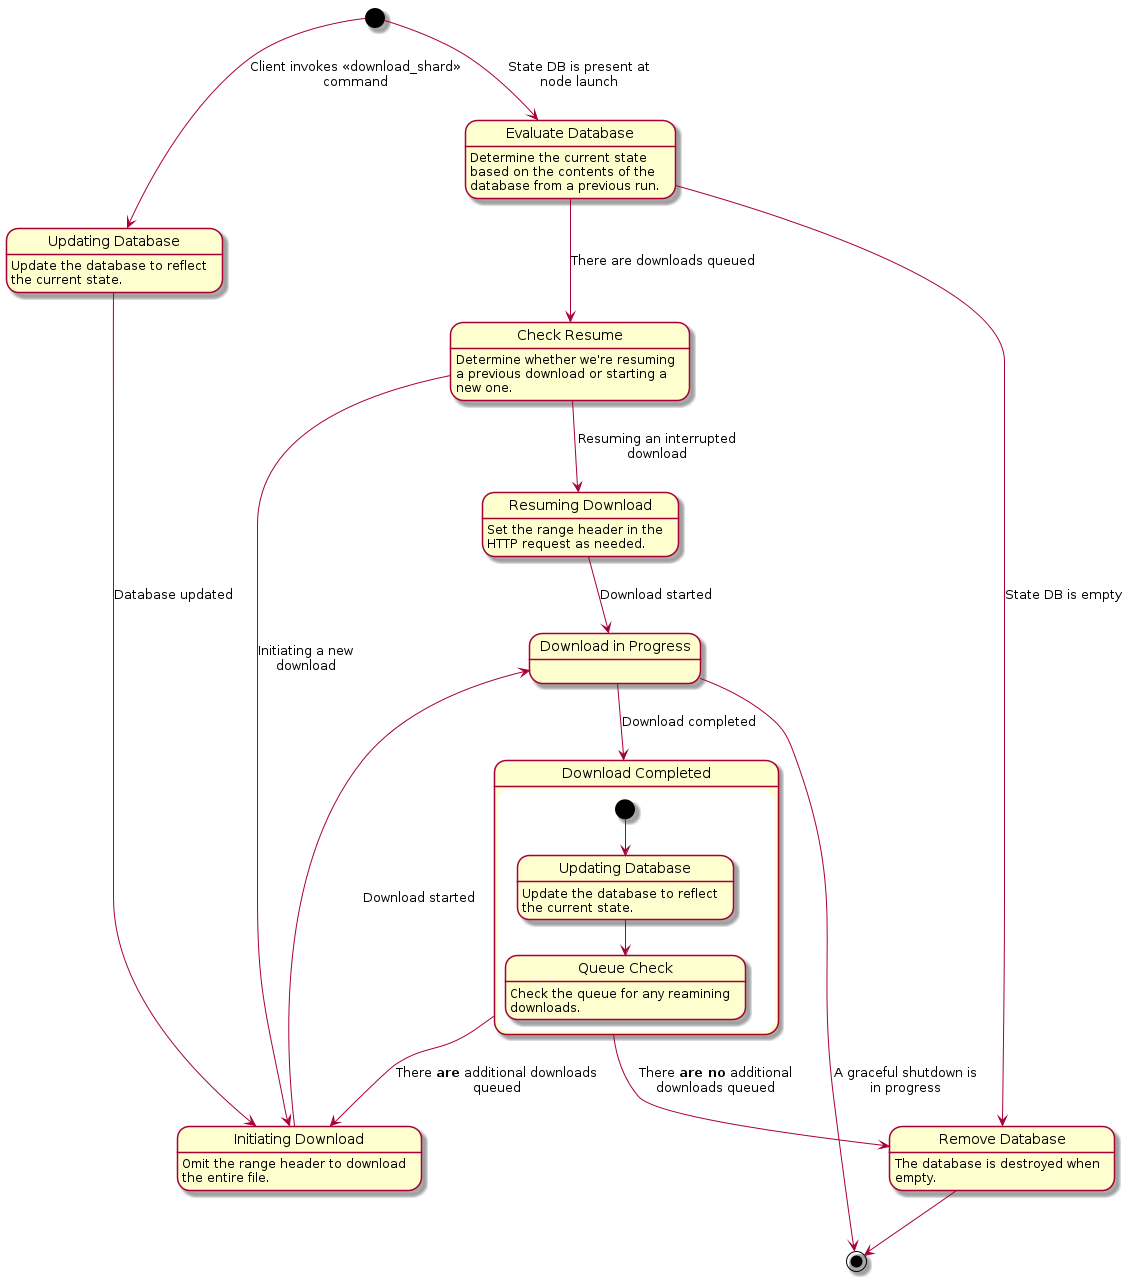 Client invokes «download_shard»
command
State DB is present at
node launch
Evaluate Database
Determine the current state
based on the contents of the
database from a previous run.
Updating Database
Update the database to reflect
the current state.
There are downloads queued
Check Resume
Determine whether we're resuming
a previous download or starting a
new one.
Resuming an interrupted
download
Resuming Download
Set the range header in the
HTTP request as needed.
Database updated
Download started
State DB is empty
Initiating a new
download
Download in Progress
Download completed
Download Completed
Updating Database
Update the database to reflect
the current state.
Download started
Queue Check
Check the queue for any reamining
downloads.
There are additional downloads
queued
There are no additional
downloads queued
A graceful shutdown is
in progress
Initiating Download
Omit the range header to download
the entire file.
Remove Database
The database is destroyed when
empty.